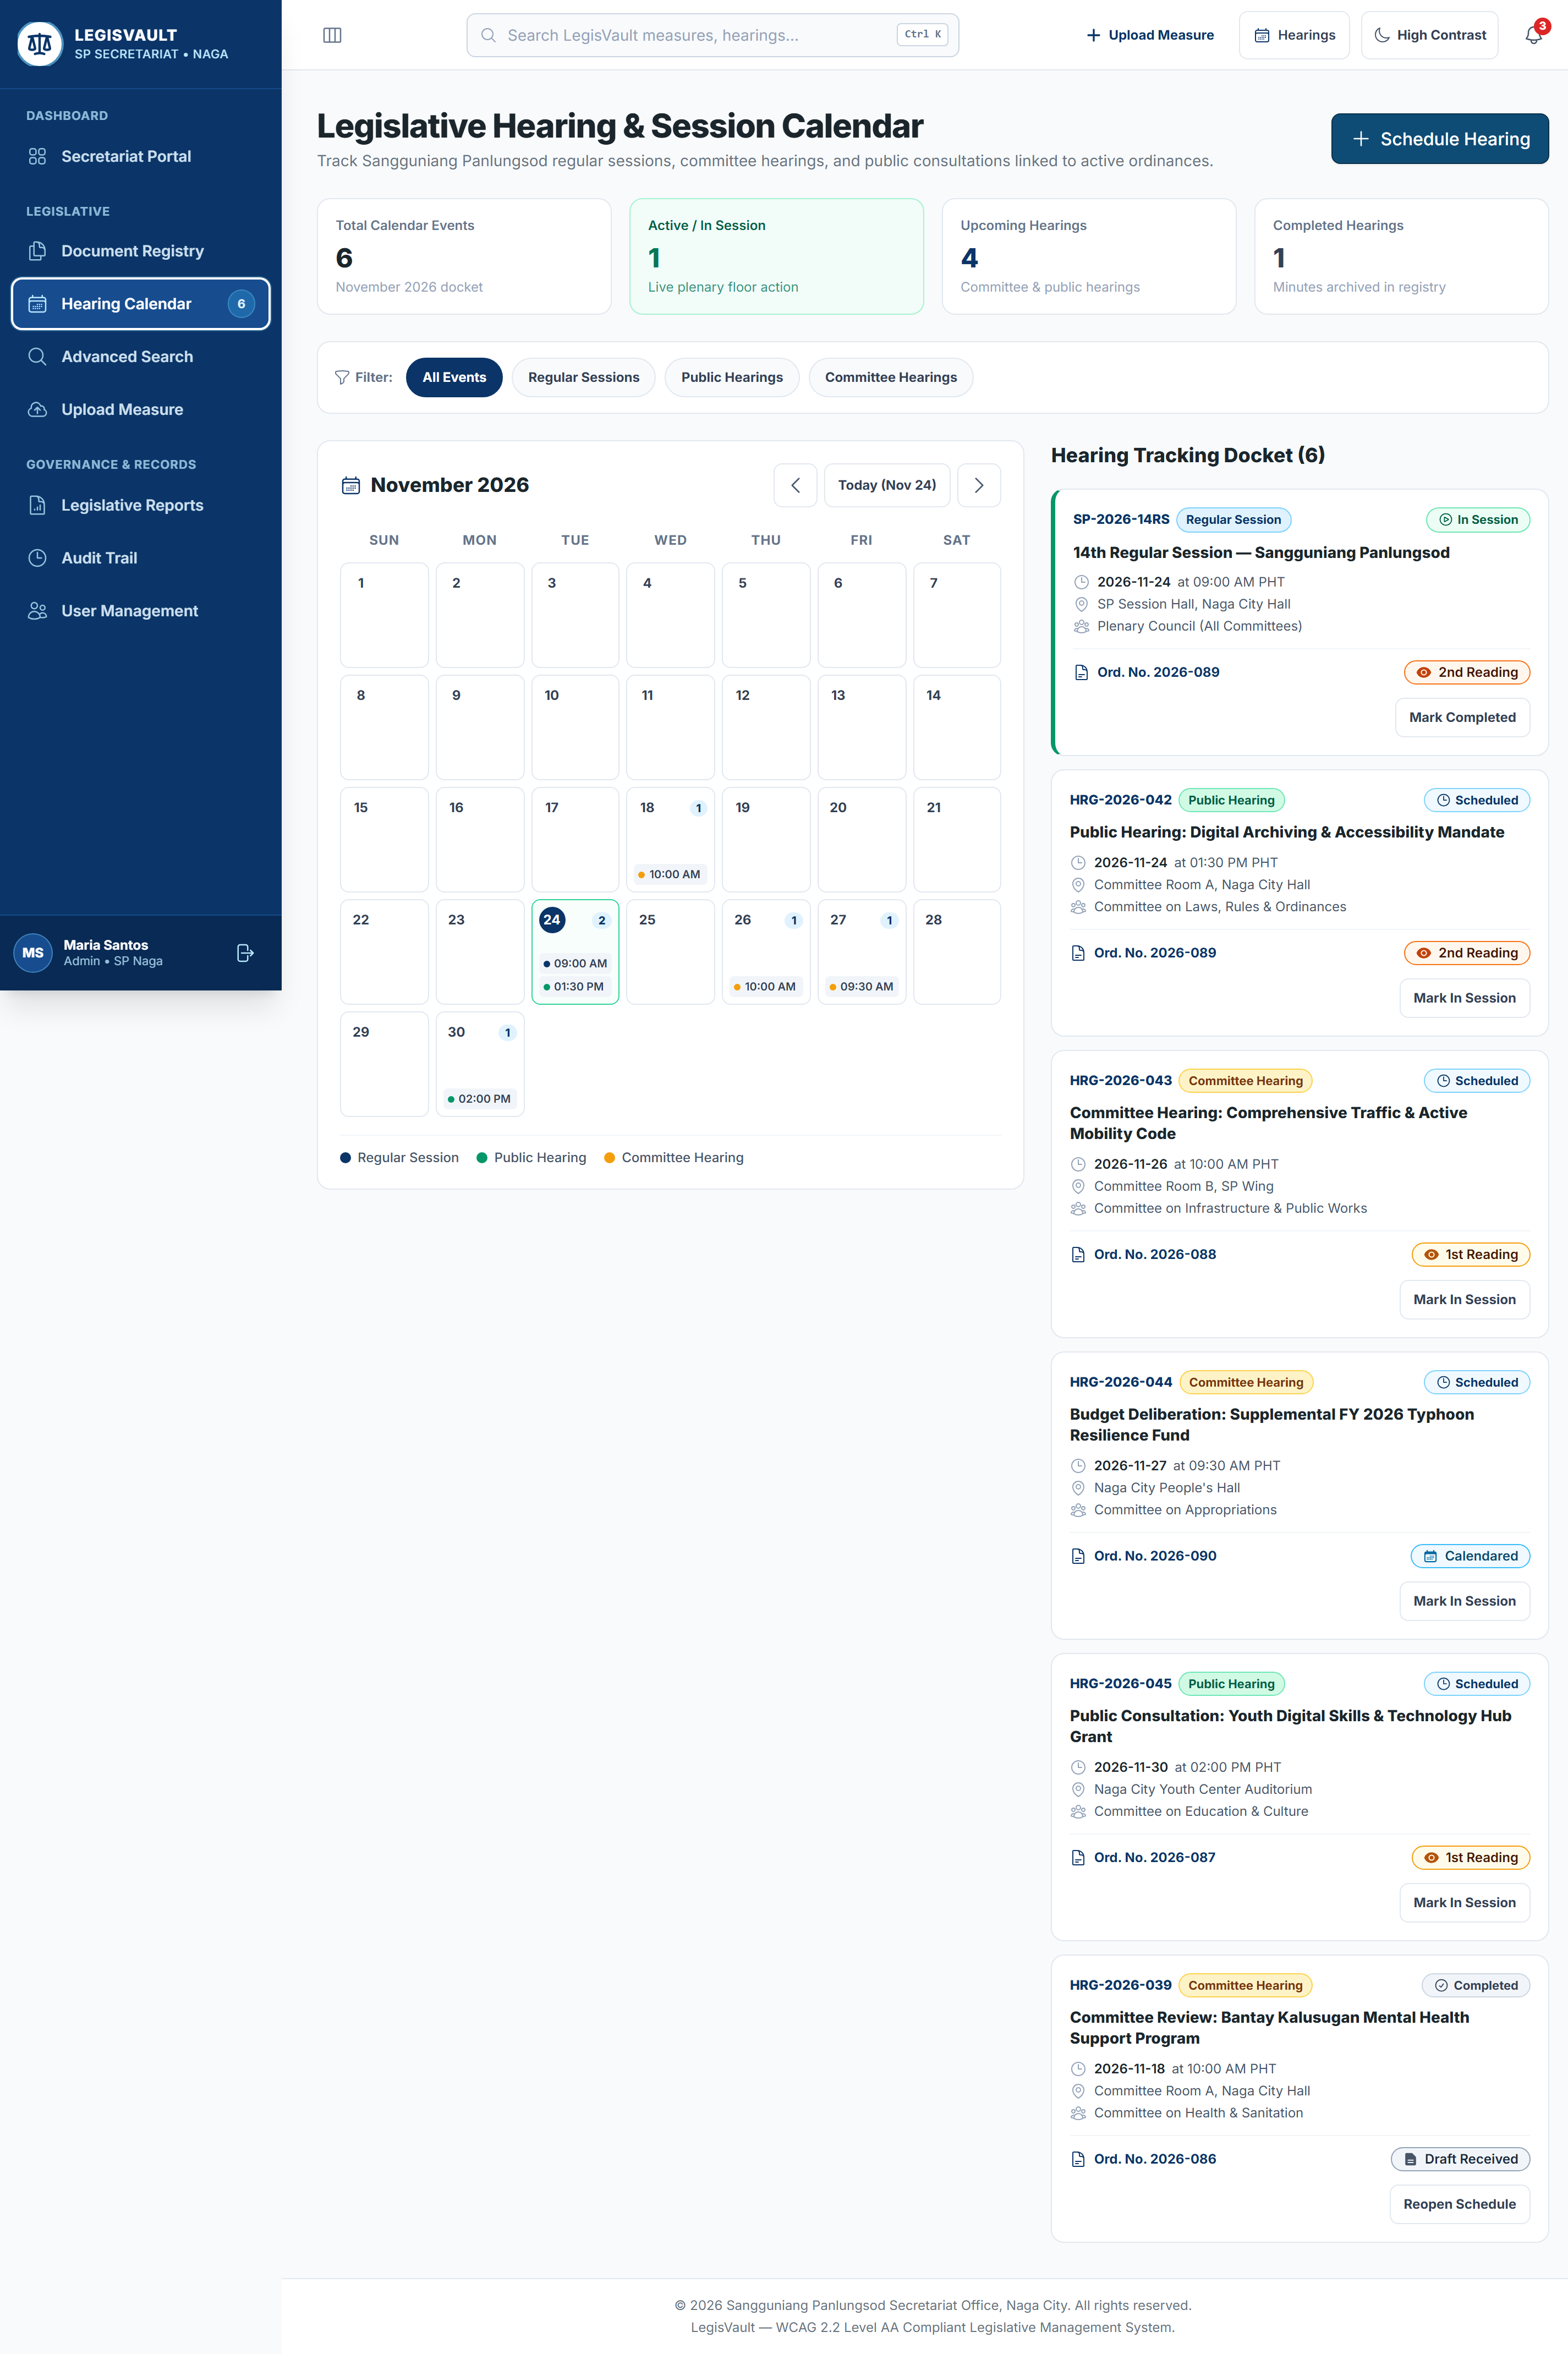 LEGISVAULT
SP SECRETARIAT • NAGA
DASHBOARD
Secretariat Portal
LEGISLATIVE
Document Registry
Hearing Calendar 6
Advanced Search
Upload Measure
GOVERNANCE & RECORDS
Legislative Reports
Audit Trail
User Management
MS
Maria Santos
Admin • SP Naga
Search LegisVault measures, hearings... Ctrl K
Upload Measure
Hearings
High Contrast
3
Legislative Hearing & Session Calendar
Track Sangguniang Panlungsod regular sessions, committee hearings, and public consultations linked to active ordinances.
Schedule Hearing
Total Calendar Events
6
November 2026 docket
Active / In Session
1
Live plenary floor action
Upcoming Hearings
4
Committee & public hearings
Completed Hearings
1
Minutes archived in registry
Filter: All Events Regular Sessions Public Hearings Committee Hearings
November 2026
Today (Nov 24)
SUN MON TUE WED THU FRI SAT
1 2 3 4 5 6 7
8 9 10 11 12 13 14
15 16 17 18 1 19 20 21
10:00 AM
22 23 24 2 25 26 1 27 1 28
09:00 AM
01:30 PM 10:00 AM 09:30 AM
29 30 1
02:00 PM
Regular Session Public Hearing Committee Hearing
Hearing Tracking Docket (6)
SP-2026-14RS Regular Session In Session
14th Regular Session — Sangguniang Panlungsod
2026-11-24 at 09:00 AM PHT
SP Session Hall, Naga City Hall
Plenary Council (All Committees)
Ord. No. 2026-089 2nd Reading
Mark Completed
HRG-2026-042 Public Hearing Scheduled
Public Hearing: Digital Archiving & Accessibility Mandate
2026-11-24 at 01:30 PM PHT
Committee Room A, Naga City Hall
Committee on Laws, Rules & Ordinances
Ord. No. 2026-089 2nd Reading
Mark In Session
HRG-2026-043 Committee Hearing Scheduled
Committee Hearing: Comprehensive Traffic & Active
Mobility Code
2026-11-26 at 10:00 AM PHT
Committee Room B, SP Wing
Committee on Infrastructure & Public Works
Ord. No. 2026-088 1st Reading
Mark In Session
HRG-2026-044 Committee Hearing Scheduled
Budget Deliberation: Supplemental FY 2026 Typhoon
Resilience Fund
2026-11-27 at 09:30 AM PHT
Naga City People's Hall
Committee on Appropriations
Ord. No. 2026-090 Calendared
Mark In Session
HRG-2026-045 Public Hearing Scheduled
Public Consultation: Youth Digital Skills & Technology Hub
Grant
2026-11-30 at 02:00 PM PHT
Naga City Youth Center Auditorium
Committee on Education & Culture
Ord. No. 2026-087 1st Reading
Mark In Session
HRG-2026-039 Committee Hearing Completed
Committee Review: Bantay Kalusugan Mental Health
Support Program
2026-11-18 at 10:00 AM PHT
Committee Room A, Naga City Hall
Committee on Health & Sanitation
Ord. No. 2026-086 Draft Received
Reopen Schedule
© 2026 Sangguniang Panlungsod Secretariat Office, Naga City. All rights reserved.
LegisVault — WCAG 2.2 Level AA Compliant Legislative Management System.